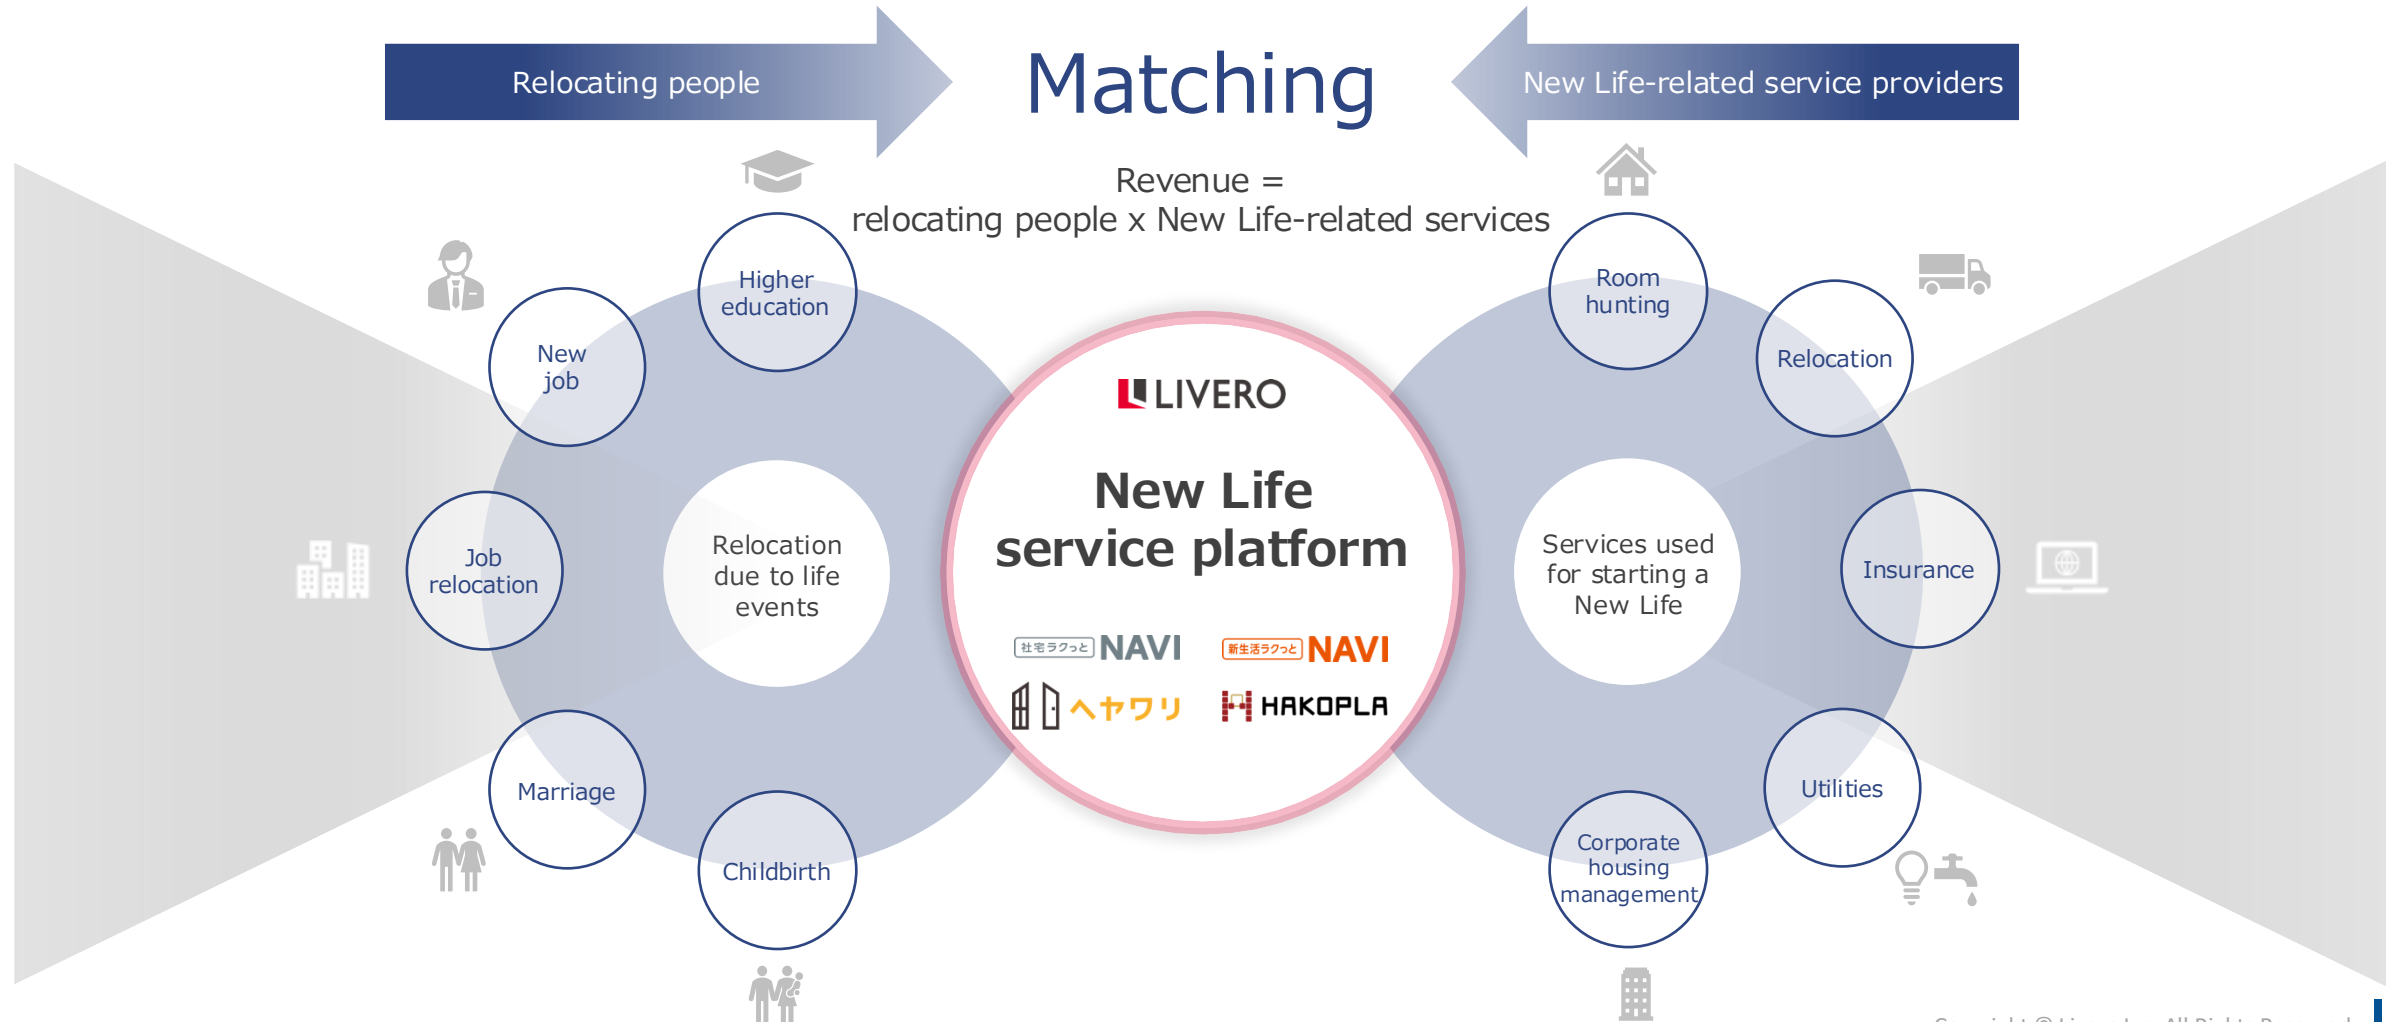 Relocating people
Matching
New Life-related service providers
Revenue =
relocating people x New Life-related services
Higher
education
New
job
Job
relocation
Marriage
Childbirth
Relocation
due to life
events
LIVERO
New Life
service platform
社宅ラクっと NAVI
新生活ラクっと NAVI
ヘヤワリ
HAKOPLA
Room
hunting
Relocation
Insurance
Utilities
Corporate
housing
management
Services used
for starting a
New Life